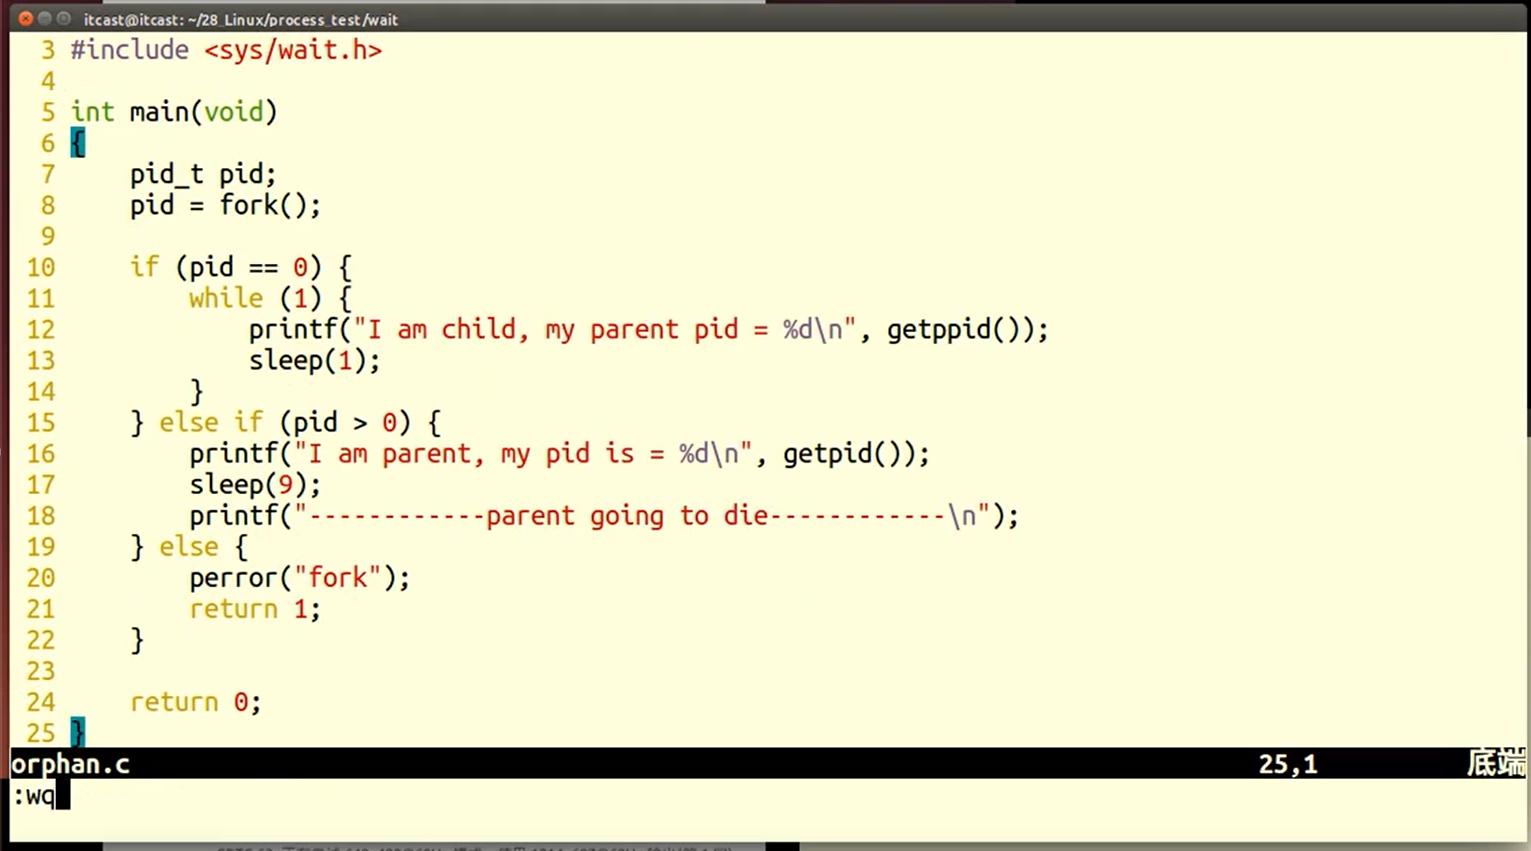 itcast@itcast: ~/28_Linux/process_test/wait
3 #include <sys/wait.h>
4
5 int main(void)
6 {
7     pid_t pid;
8     pid = fork();
9
10     if (pid == 0) {
11         while (1) {
12             printf("I am child, my parent pid = %d\n", getppid());
13             sleep(1);
14         }
15     } else if (pid > 0) {
16         printf("I am parent, my pid is = %d\n", getpid());
17         sleep(9);
18         printf("------------parent going to die------------\n");
19     } else {
20         perror("fork");
21         return 1;
22     }
23
24     return 0;
25 }
orphan.c 25,1 底端
:wq